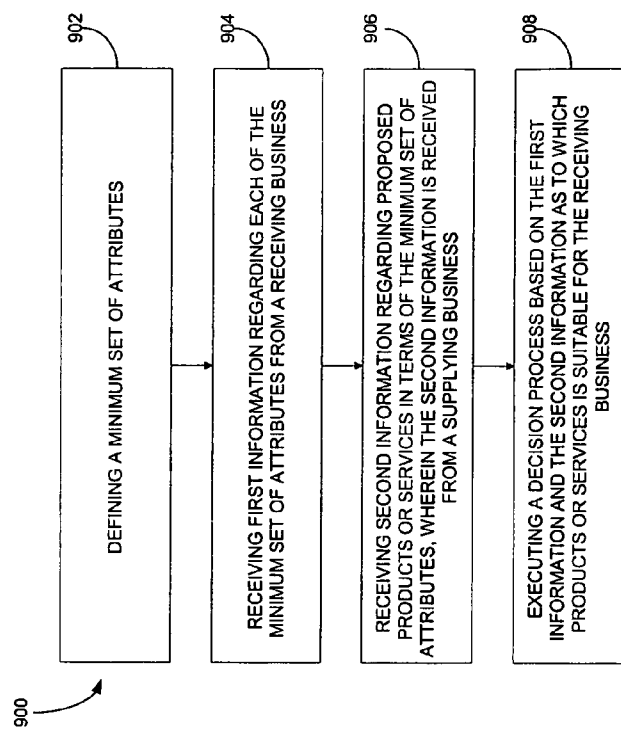 900
902
DEFINING A MINIMUM SET OF ATTRIBUTES
904
RECEIVING FIRST INFORMATION REGARDING EACH OF THE
MINIMUM SET OF ATTRIBUTES FROM A RECEIVING BUSINESS
906
RECEIVING SECOND INFORMATION REGARDING PROPOSED
PRODUCTS OR SERVICES IN TERMS OF THE MINIMUM SET OF
ATTRIBUTES, WHEREIN THE SECOND INFORMATION IS RECEIVED
FROM A SUPPLYING BUSINESS
908
EXECUTING A DECISION PROCESS BASED ON THE FIRST
INFORMATION AND THE SECOND INFORMATION AS TO WHICH
PRODUCTS OR SERVICES IS SUITABLE FOR THE RECEIVING
BUSINESS